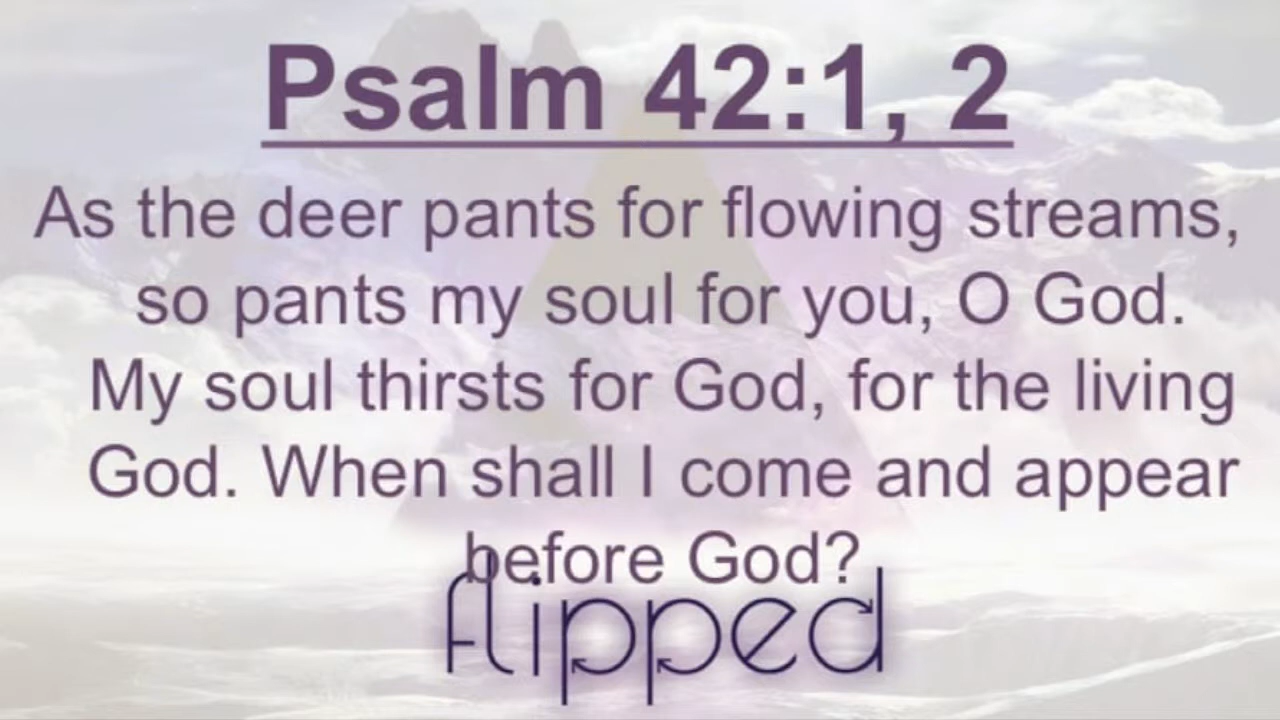 Psalm 42:1, 2
As the deer pants for flowing streams,
so pants my soul for you, O God.
My soul thirsts for God, for the living
God. When shall I come and appear
before God?
flipped